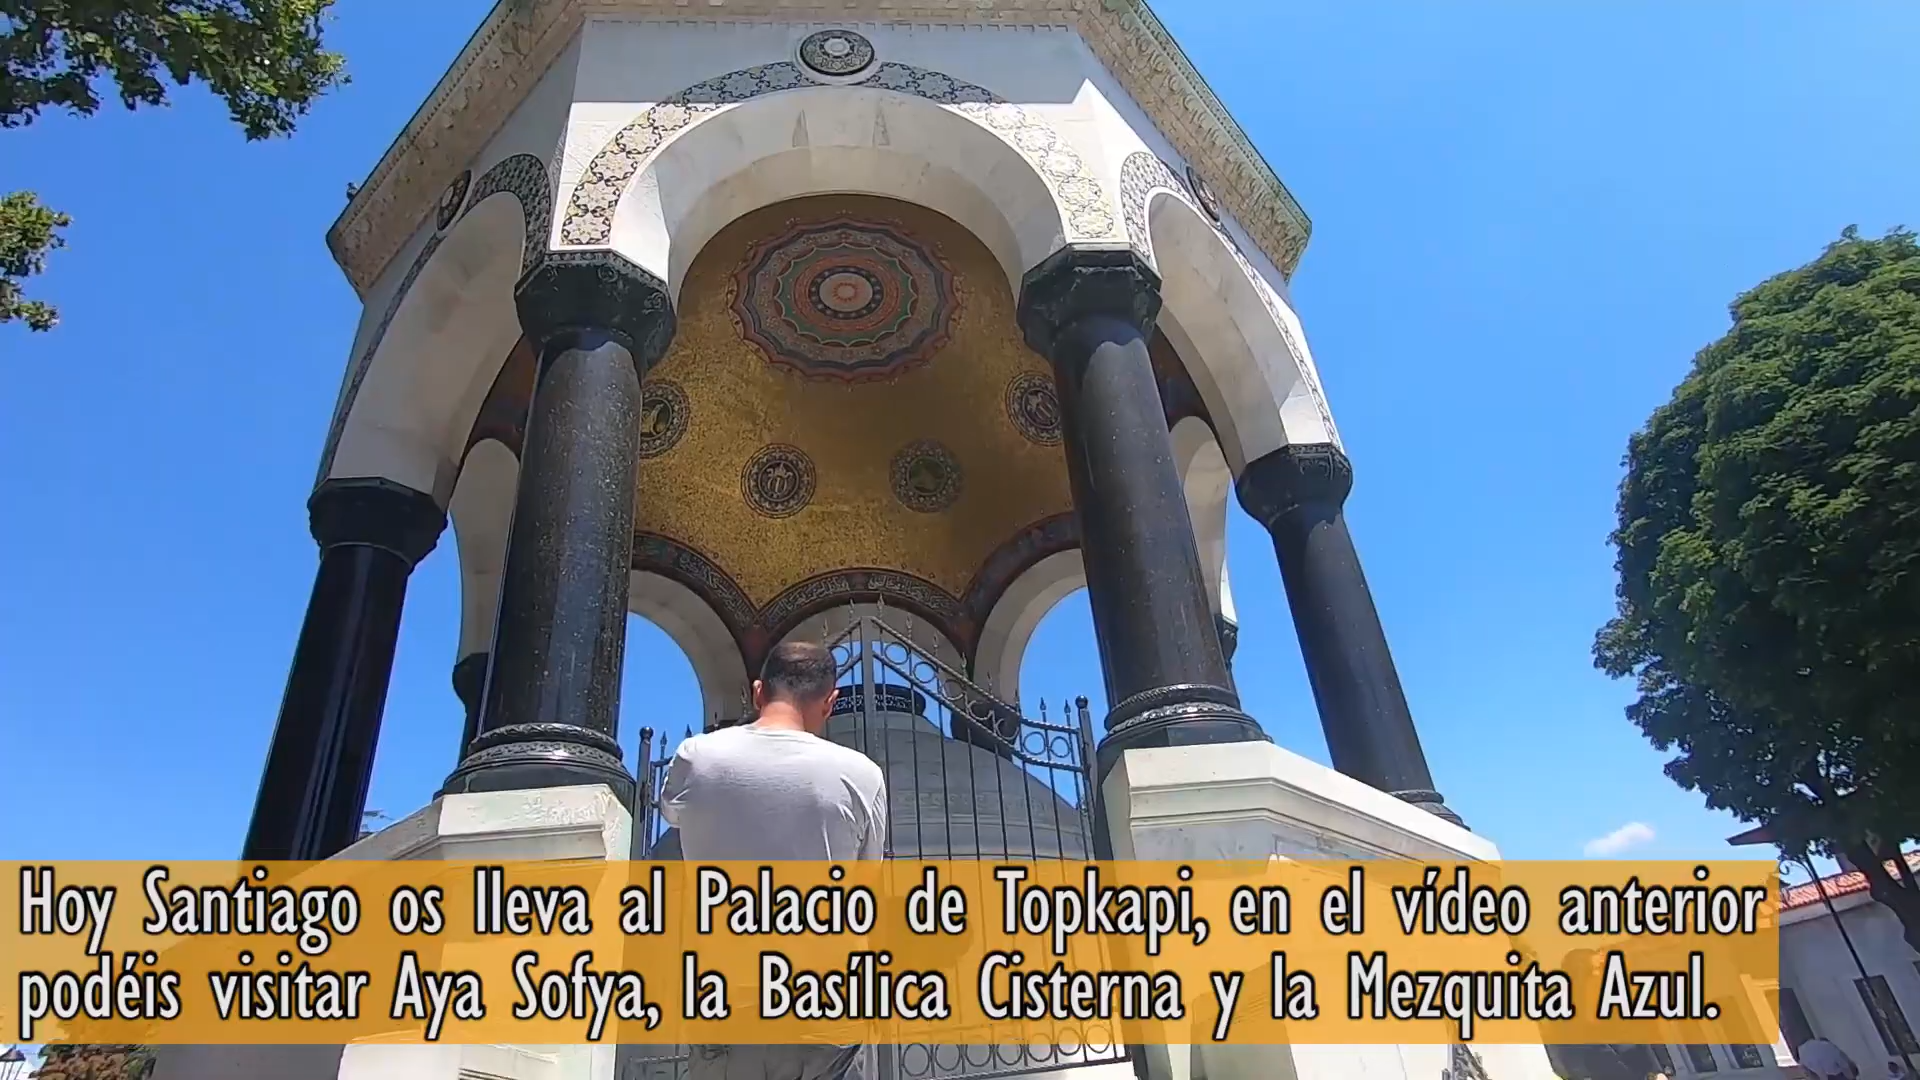 Hoy Santiago os lleva al Palacio de Topkapi, en el vídeo anterior
podéis visitar Aya Sofya, la Basílica Cisterna y la Mezquita Azul.